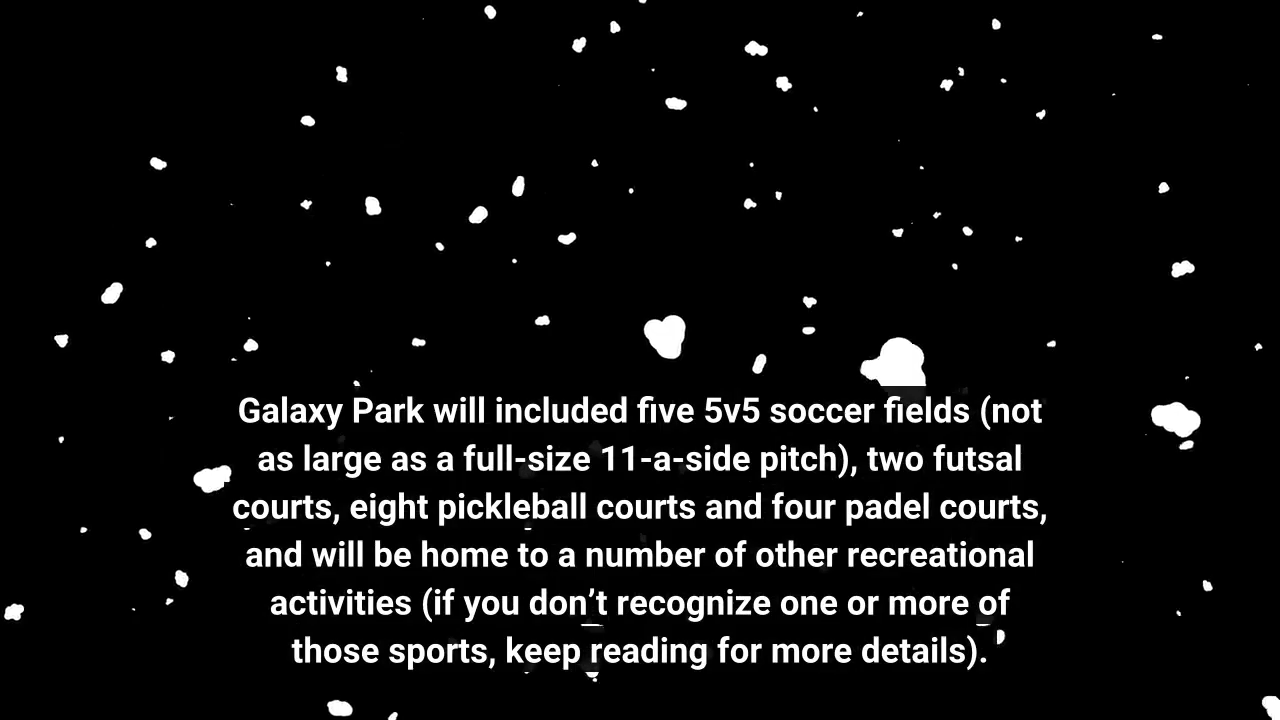 Galaxy Park will included five 5v5 soccer fields (not
as large as a full-size 11-a-side pitch), two futsal
courts, eight pickleball courts and four padel courts,
and will be home to a number of other recreational
activities (if you don’t recognize one or more of
those sports, keep reading for more details).